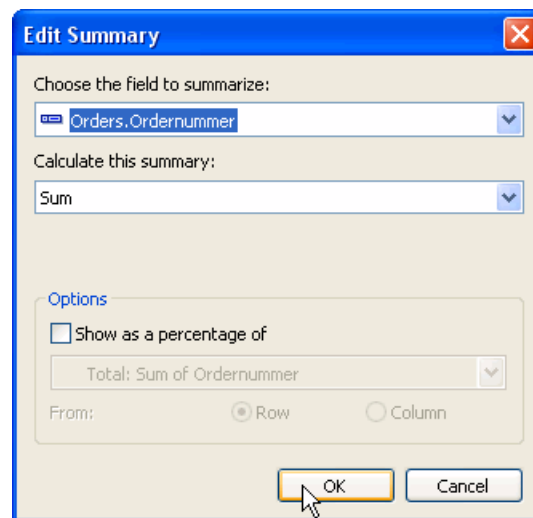 Edit Summary
Choose the field to summarize:
Orders.Ordernummer
Calculate this summary:
Sum
Options
Show as a percentage of
Total: Sum of Ordernummer
From: Row Column
OK Cancel